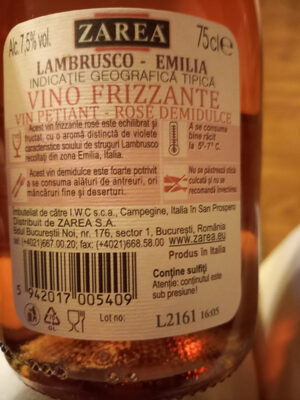 Alc. 7,5% vol.
ZAREA
75cl e
LAMBRUSCO - EMILIA
INDICAȚIE GEOGRAFICĂ TIPICĂ
VINO FRIZZANTE
VIN PETIANT - ROSÉ DEMIDULCE
Acest vin frizzante rosé este echilibrat și
fructat, cu o aromă distinctă de violete
caracteristice soiului de struguri Lambrusco
recoltați din zona Emilia, Italia.
A se consuma
bine răcit
la 5°-7° C.
Acest vin demidulce este foarte potrivit
a se consuma alături de antreuri, ori
mâncăruri fine și deserturi.
Nu se păstrează sticla
culcată și nu se
recomandă învechirea
Îmbuteliat de către I.W.C s.c.a., Campegine, Italia în San Prospero
Distribuit de ZAREA S.A.
Bdul Bucureștii Noi, nr. 176, sector 1, București, România
tel: (+4021)667.00.20; fax: (+4021)668.58.00
www.zarea.eu
Produs în Italia
Conține sulfiți
Atenție: conținutul este
sub presiune!
5 942017 005409
GL
Lot no:
L2161 16:05